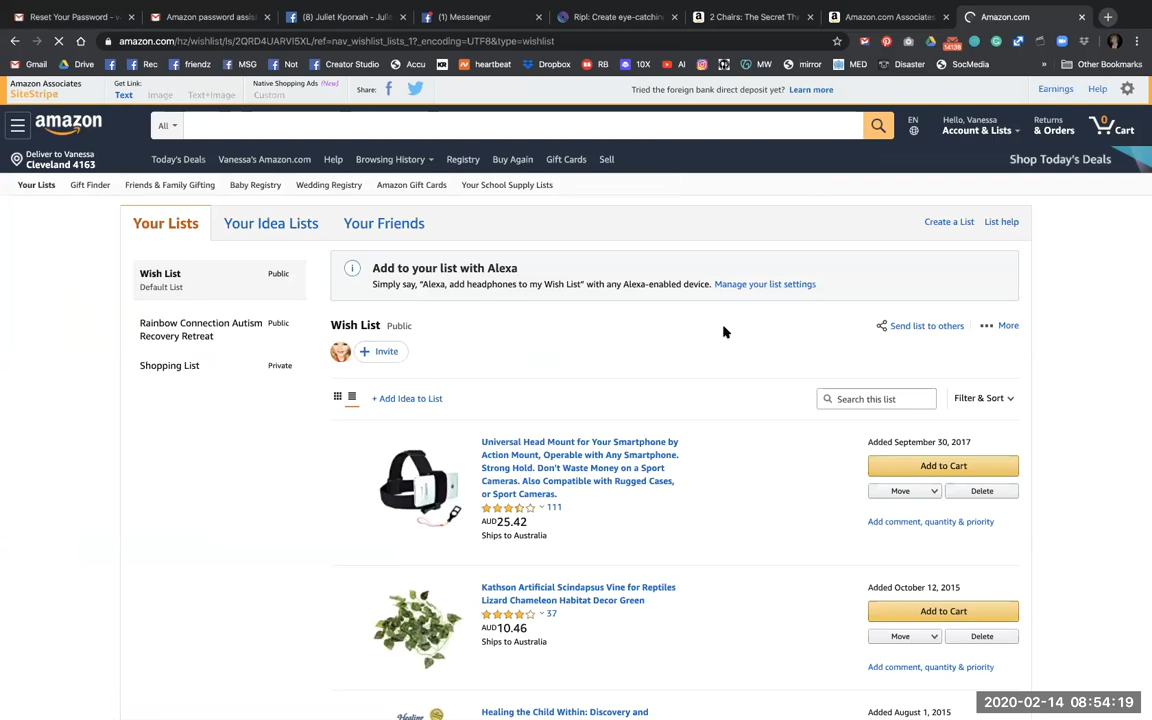 Reset Your Password - v
Amazon password assis
(8) Juliet Kporxah - Juli
(1) Messenger
Ripl: Create eye-catchin
2 Chairs: The Secret Th
Amazon.com Associates
Amazon.com
amazon.com/hz/wishlist/ls/2QRD4UARVI5XL/ref=nav_wishlist_lists_1?_encoding=UTF8&type=wishlist
14138
Gmail
Drive
f
Rec
friendz
MSG
Not
Creator Studio
Accu
KR
heartbeat
Dropbox
RB
10X
AI
MW
mirror
MED
Disaster
SocMedia
»
Other Bookmarks
Amazon Associates
SiteStripe
Get Link:
Text
Image
Text+Image
Native Shopping Ads (New)
Custom
Share:
Tried the foreign bank direct deposit yet? Learn more
Earnings
Help
amazon
All
EN
Hello, Vanessa
Account & Lists
Returns
& Orders
0
Cart
Deliver to Vanessa
Cleveland 4163
Today's Deals
Vanessa's Amazon.com
Help
Browsing History
Registry
Buy Again
Gift Cards
Sell
Shop Today's Deals
Your Lists
Gift Finder
Friends & Family Gifting
Baby Registry
Wedding Registry
Amazon Gift Cards
Your School Supply Lists
Your Lists
Your Idea Lists
Your Friends
Create a List
List help
Wish List
Public
Default List
Rainbow Connection Autism
Recovery Retreat
Public
Shopping List
Private
Add to your list with Alexa
Simply say, "Alexa, add headphones to my Wish List" with any Alexa-enabled device. Manage your list settings
Wish List Public
Send list to others
More
+ Invite
+ Add Idea to List
Search this list
Filter & Sort
Universal Head Mount for Your Smartphone by
Action Mount, Operable with Any Smartphone.
Strong Hold. Don't Waste Money on a Sport
Cameras. Also Compatible with Rugged Cases,
or Sport Cameras.
111
AUD25.42
Ships to Australia
Added September 30, 2017
Add to Cart
Move
Delete
Add comment, quantity & priority
Kathson Artificial Scindapsus Vine for Reptiles
Lizard Chameleon Habitat Decor Green
37
AUD10.46
Ships to Australia
Added October 12, 2015
Add to Cart
Move
Delete
Add comment, quantity & priority
Healing
Healing the Child Within: Discovery and
Added August 1, 2015
2020-02-14 08:54:19